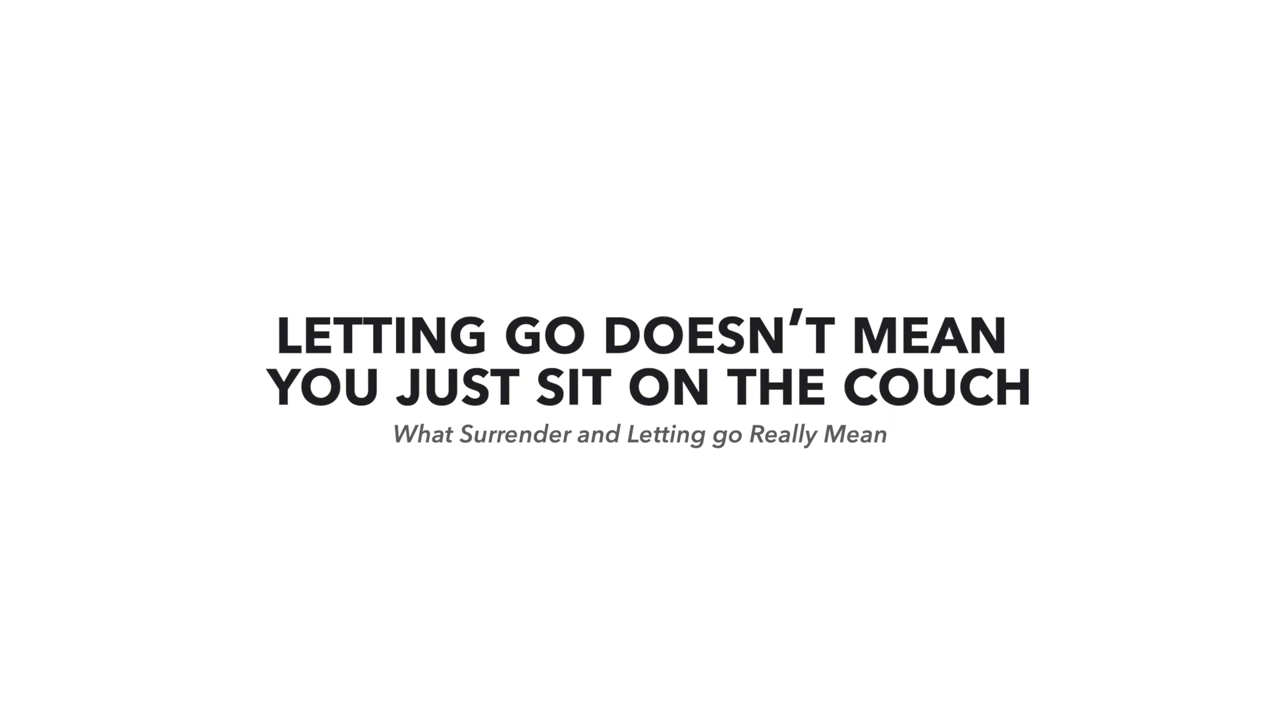 LETTING GO DOESN’T MEAN
YOU JUST SIT ON THE COUCH
What Surrender and Letting go Really Mean